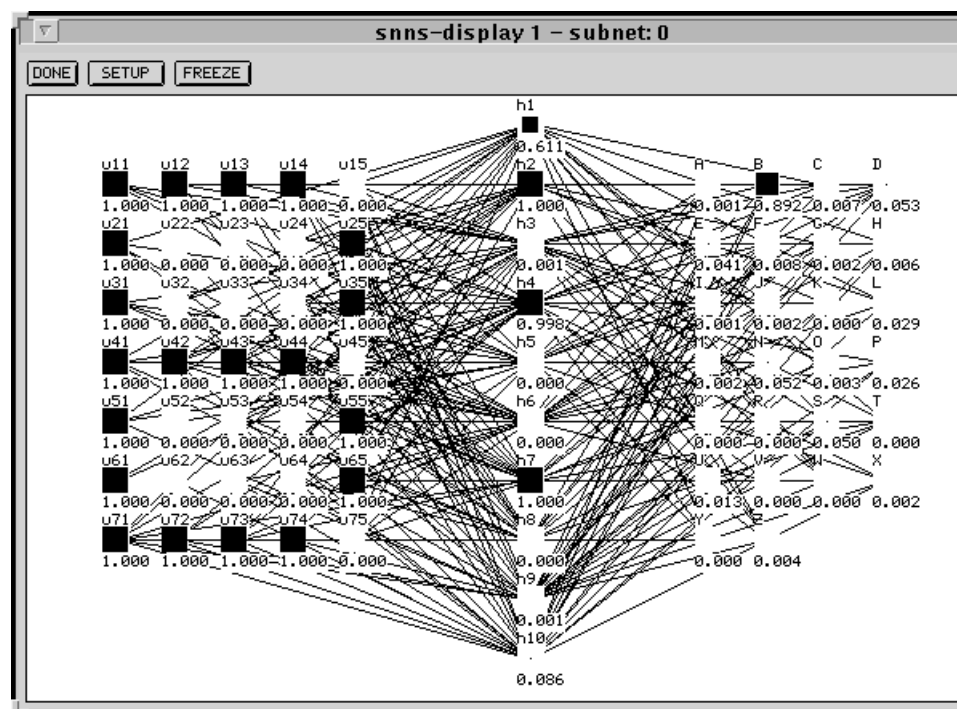 snns-display 1 – subnet: 0
DONE SETUP FREEZE
h1
0.611
u11 u12 u13 u14 u15 h2 A B C D
1.000 1.000 1.000 1.000 0.000 1.000 0.001 0.892 0.007 0.053
u21 u22 u23 u24 u25 h3 E F G H
1.000 0.000 0.000 0.000 1.000 0.001 0.041 0.008 0.002 0.006
u31 u32 u33 u34 u35 h4 I J K L
1.000 0.000 0.000 0.000 1.000 0.998 0.001 0.002 0.000 0.029
u41 u42 u43 u44 u45 h5 M N O P
1.000 1.000 1.000 1.000 0.000 0.000 0.002 0.052 0.003 0.026
u51 u52 u53 u54 u55 h6 Q R S T
1.000 0.000 0.000 0.000 1.000 0.000 0.000 0.000 0.050 0.000
u61 u62 u63 u64 u65 h7 U V W X
1.000 0.000 0.000 0.000 1.000 1.000 0.013 0.000 0.000 0.002
u71 u72 u73 u74 u75 h8 Y Z
1.000 1.000 1.000 1.000 0.000 0.000 0.000 0.004
h9
0.001
h10
0.086